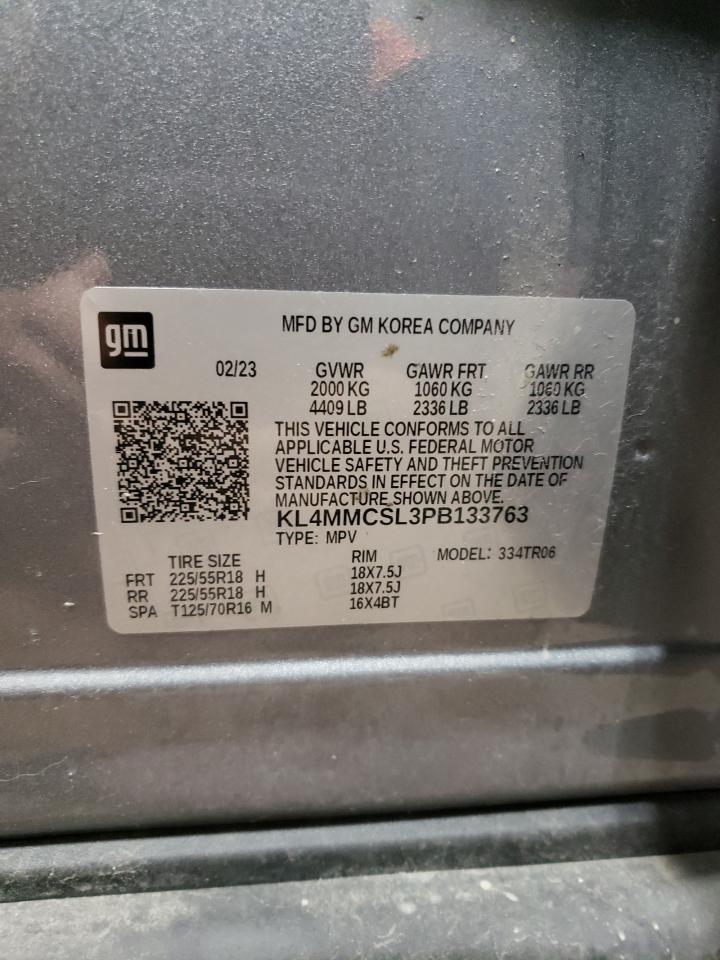 gm
MFD BY GM KOREA COMPANY
02/23 GVWR GAWR FRT GAWR RR
2000 KG 1060 KG 1060 KG
4409 LB 2336 LB 2336 LB
THIS VEHICLE CONFORMS TO ALL
APPLICABLE U.S. FEDERAL MOTOR
VEHICLE SAFETY AND THEFT PREVENTION
STANDARDS IN EFFECT ON THE DATE OF
MANUFACTURE SHOWN ABOVE.
KL4MMCSL3PB133763
TYPE: MPV
TIRE SIZE RIM MODEL: 334TR06
FRT 225/55R18 H 18X7.5J
RR 225/55R18 H 18X7.5J
SPA T125/70R16 M 16X4BT